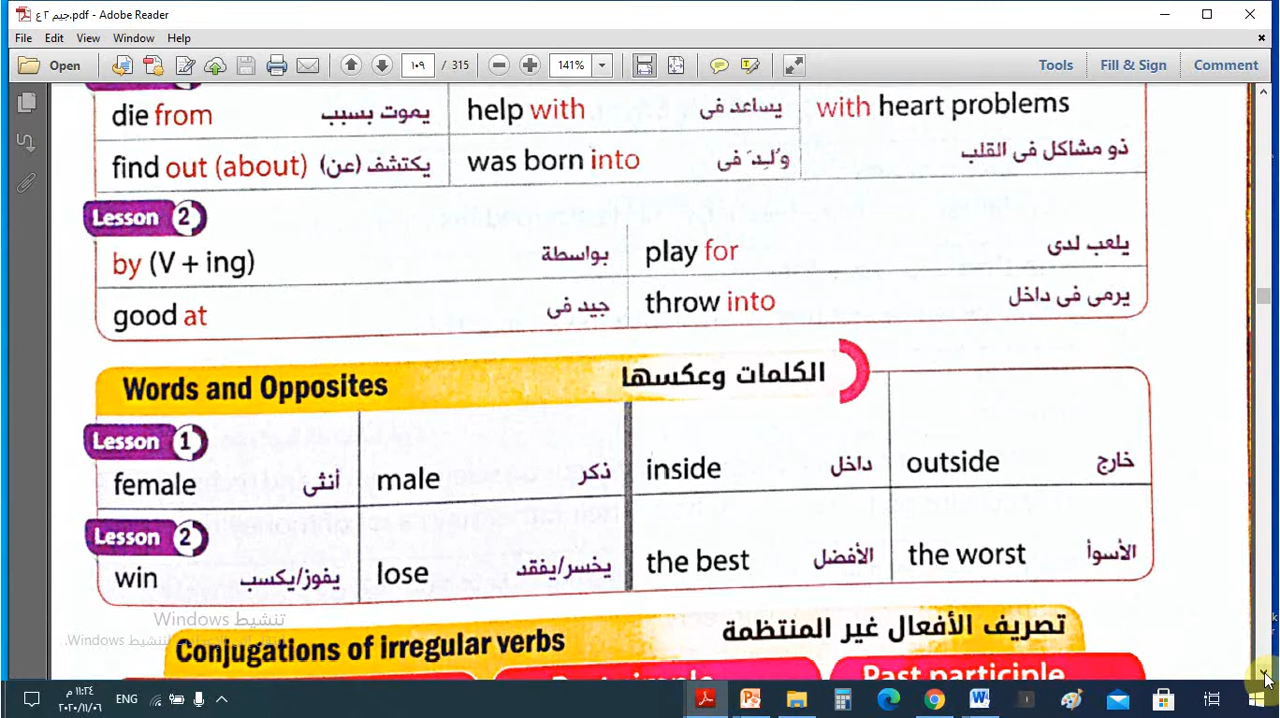 جيم ٢ ع.pdf - Adobe Reader
File Edit View Window Help
Open ١٠٩ / 315 141% Tools Fill & Sign Comment
die from يموت بسبب help with يساعد فى with heart problems
find out (about) يكتشف (عن) was born into وُلِدَ فى ذو مشاكل فى القلب
Lesson 2
by (V + ing) بواسطة play for يلعب لدى
good at جيد فى throw into يرمى فى داخل
Words and Opposites الكلمات وعكسها
Lesson 1
female أنثى male ذكر inside داخل outside خارج
Lesson 2
win يفوز/يكسب lose يخسر/يفقد the best الأفضل the worst الأسوأ
تنشيط Windows
لتنشيط Windows.
Conjugations of irregular verbs تصريف الأفعال غير المنتظمة
Past participle
ENG
١١:٢٤ م
٢٠٢٠/١١/٠٦